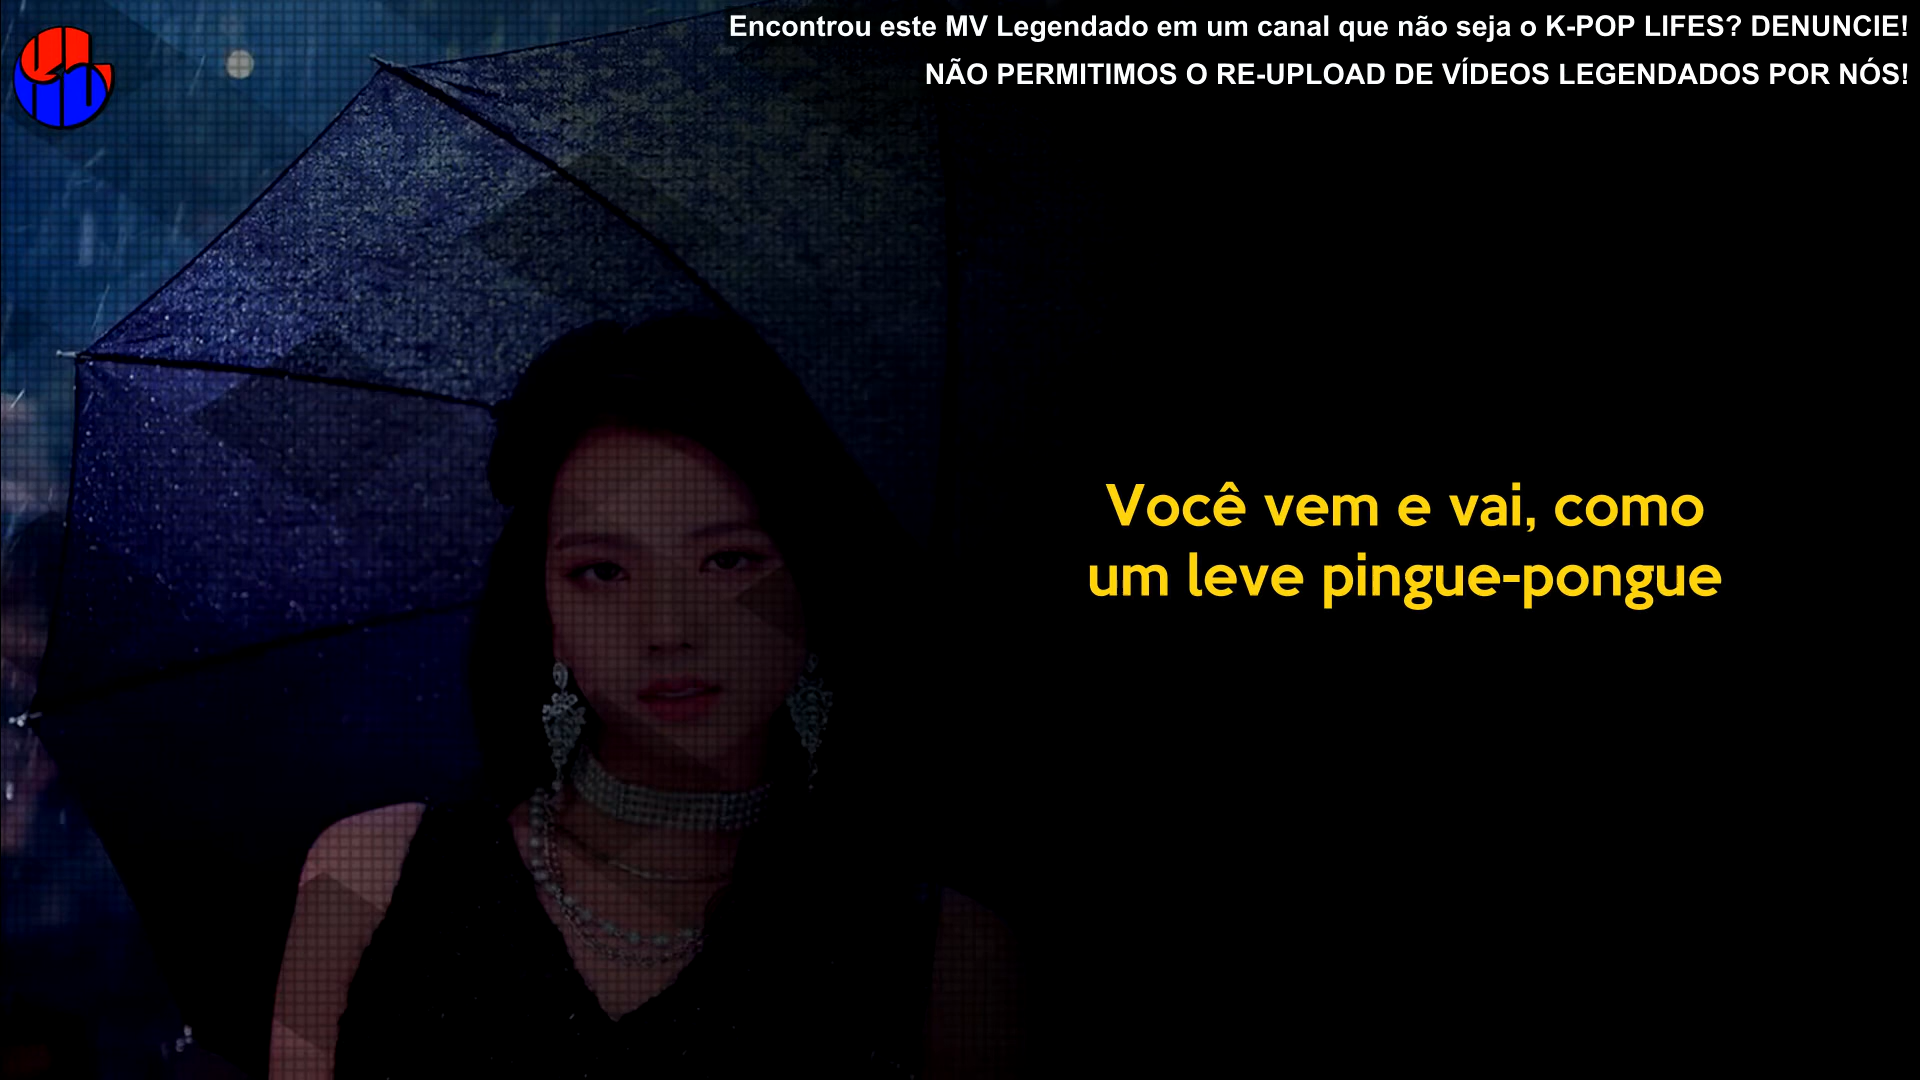 Encontrou este MV Legendado em um canal que não seja o K-POP LIFES? DENUNCIE!
NÃO PERMITIMOS O RE-UPLOAD DE VÍDEOS LEGENDADOS POR NÓS!
Você vem e vai, como
um leve pingue-pongue